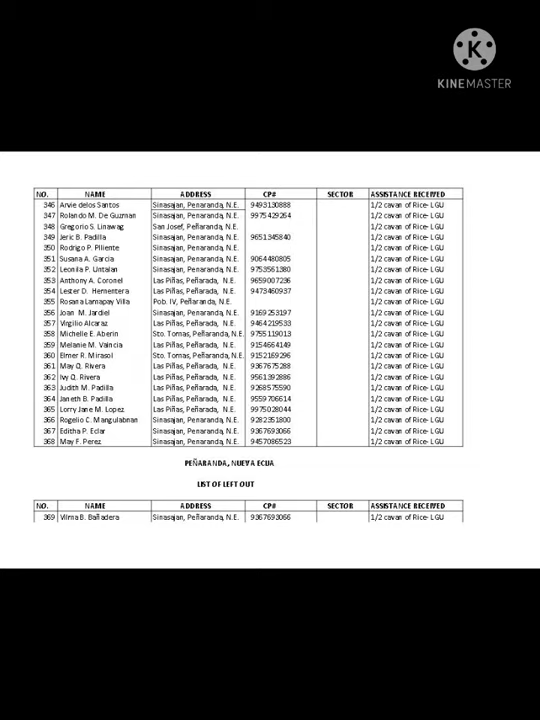 KINEMASTER
NO. NAME ADDRESS CP# SECTOR ASSISTANCE RECEIVED
346 Arvie delos Santos Sinasajan, Penaranda, N.E. 9493130888 1/2 cavan of Rice- LGU
347 Rolando M. De Guzman Sinasajan, Penaranda, N.E. 9975429264 1/2 cavan of Rice- LGU
348 Gregorio S. Linawag San Josef, Peñaranda, N.E. 1/2 cavan of Rice- LGU
349 Jeric B. Padilla Sinasajan, Penaranda, N.E. 9651345840 1/2 cavan of Rice- LGU
350 Rodrigo P. Plliente Sinasajan, Penaranda, N.E. 1/2 cavan of Rice- LGU
351 Susana A. Garcia Sinasajan, Penaranda, N.E. 9064480805 1/2 cavan of Rice- LGU
352 Leonila P. Untalan Sinasajan, Penaranda, N.E. 9753561380 1/2 cavan of Rice- LGU
353 Anthony A. Coronel Las Piñas, Peñaranda, N.E. 9659007236 1/2 cavan of Rice- LGU
354 Lester D. Hementera Las Piñas, Peñaranda, N.E. 9473460937 1/2 cavan of Rice- LGU
355 Rosana Lamapay Villa Pob. IV, Peñaranda, N.E. 1/2 cavan of Rice- LGU
356 Joan M. Jardiel Sinasajan, Peñaranda, N.E. 9169253197 1/2 cavan of Rice- LGU
357 Virgilio Alcaraz Las Piñas, Peñarada, N.E. 9464219533 1/2 cavan of Rice- LGU
358 Michelle E. Aberin Sto. Tomas, Peñaranda, N.E. 9755119013 1/2 cavan of Rice- LGU
359 Melanie M. Vaincia Las Piñas, Peñarada, N.E. 9154664149 1/2 cavan of Rice- LGU
360 Elmer R. Mirasol Sto. Tomas, Peñaranda, N.E. 9152169296 1/2 cavan of Rice- LGU
361 May Q. Rivera Las Piñas, Peñarada, N.E. 9367675288 1/2 cavan of Rice- LGU
362 Ivy Q. Rivera Las Piñas, Peñarada, N.E. 9561392886 1/2 cavan of Rice- LGU
363 Judith M. Padilla Las Piñas, Peñarada, N.E. 9268575590 1/2 cavan of Rice- LGU
364 Janeth B. Padilla Las Piñas, Peñarada, N.E. 9559706614 1/2 cavan of Rice- LGU
365 Lorry Jane M. Lopez Las Piñas, Peñarada, N.E. 9975028044 1/2 cavan of Rice- LGU
366 Rogelio C. Mangulabnan Sinasajan, Peñaranda, N.E. 9282351800 1/2 cavan of Rice- LGU
367 Editha P. Eclar Sinasajan, Peñaranda, N.E. 9367693066 1/2 cavan of Rice- LGU
368 May F. Perez Sinasajan, Peñaranda, N.E. 9457086523 1/2 cavan of Rice- LGU
PEÑARANDA, NUEVA ECIJA
LIST OF LEFT OUT
NO. NAME ADDRESS CP# SECTOR ASSISTANCE RECEIVED
369 Vilma B. Bañadera Sinasajan, Peñaranda, N.E. 9367693066 1/2 cavan of Rice- LGU